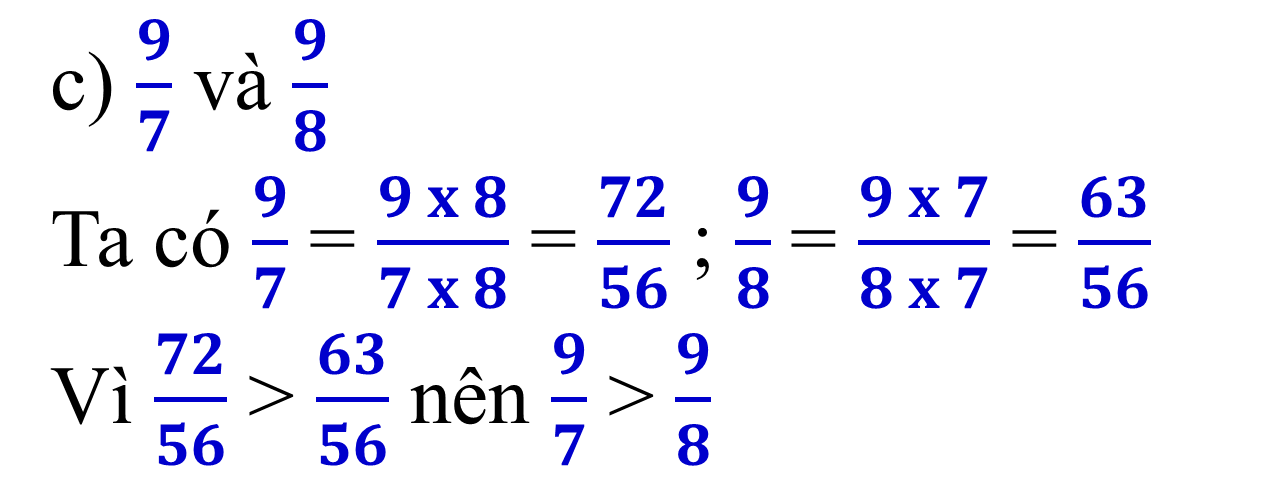 c) 9/7 và 9/8
Ta có 9/7 = (9 x 8)/(7 x 8) = 72/56 ; 9/8 = (9 x 7)/(8 x 7) = 63/56
Vì 72/56 > 63/56 nên 9/7 > 9/8